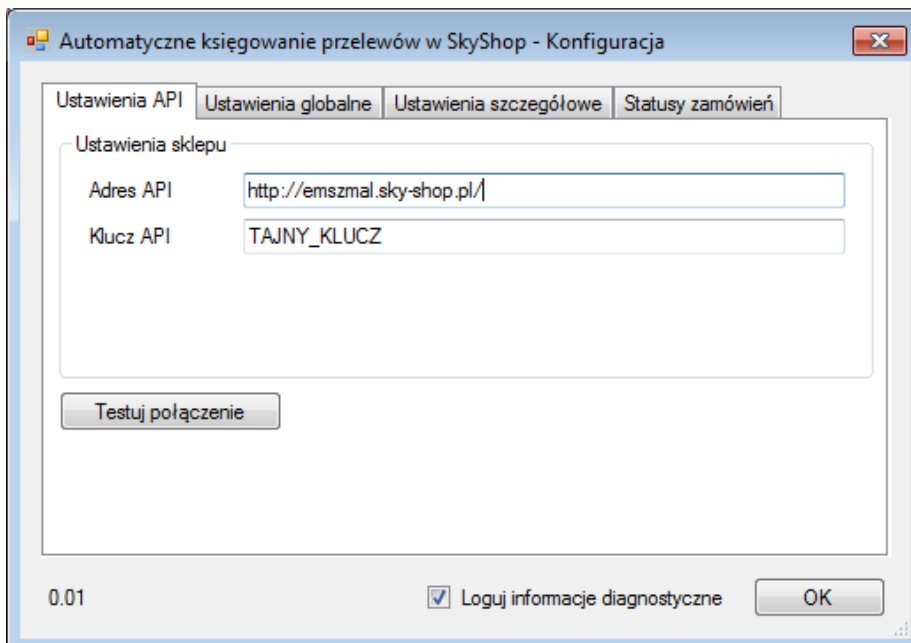 Automatyczne księgowanie przelewów w SkyShop - Konfiguracja
Ustawienia API Ustawienia globalne Ustawienia szczegółowe Statusy zamówień
Ustawienia sklepu
Adres API http://emszmal.sky-shop.pl/
Klucz API TAJNY_KLUCZ
Testuj połączenie
0.01 Loguj informacje diagnostyczne OK